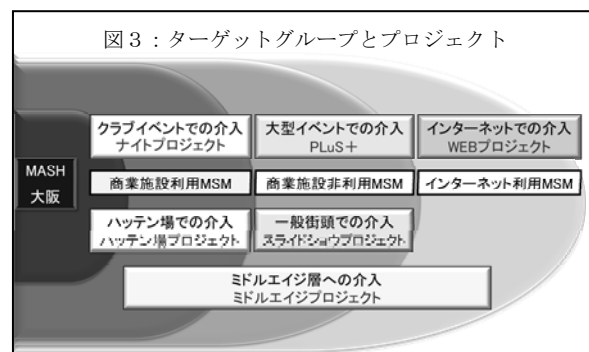 図3：ターゲットグループとプロジェクト
クラブイベントでの介入
ナイトプロジェクト
大型イベントでの介入
PLuS＋
インターネットでの介入
WEBプロジェクト
MASH
大阪
商業施設利用MSM
商業施設非利用MSM
インターネット利用MSM
ハッテン場での介入
ハッテン場プロジェクト
一般街頭での介入
スライドショウプロジェクト
ミドルエイジ層への介入
ミドルエイジプロジェクト